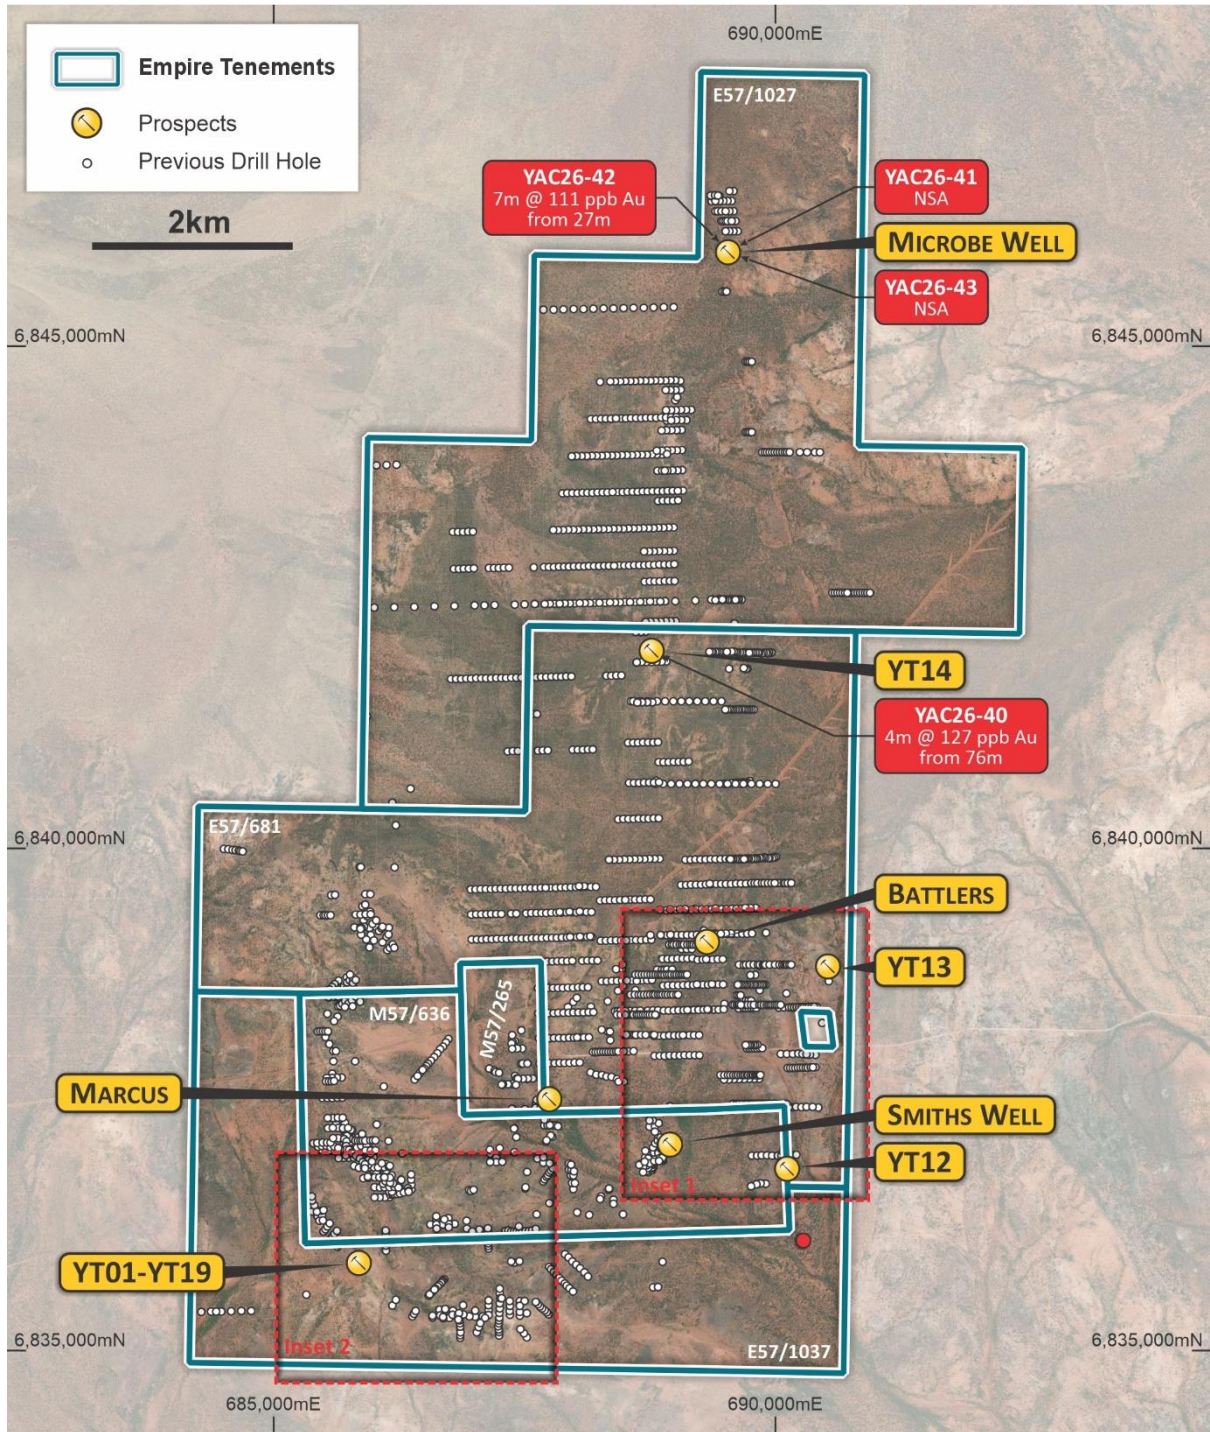 690,000mE
Empire Tenements
Prospects
Previous Drill Hole
2km
E57/1027
YAC26-42
7m @ 111 ppb Au
from 27m
YAC26-41
NSA
MICROBE WELL
YAC26-43
NSA
6,845,000mN
6,845,000mN
YT14
YAC26-40
4m @ 127 ppb Au
from 76m
E57/681
6,840,000mN
6,840,000mN
BATTLERS
YT13
M57/636
M57/265
MARCUS
SMITHS WELL
YT12
Inset 1
YT01-YT19
Inset 2
6,835,000mN
6,835,000mN
E57/1037
685,000mE
690,000mE